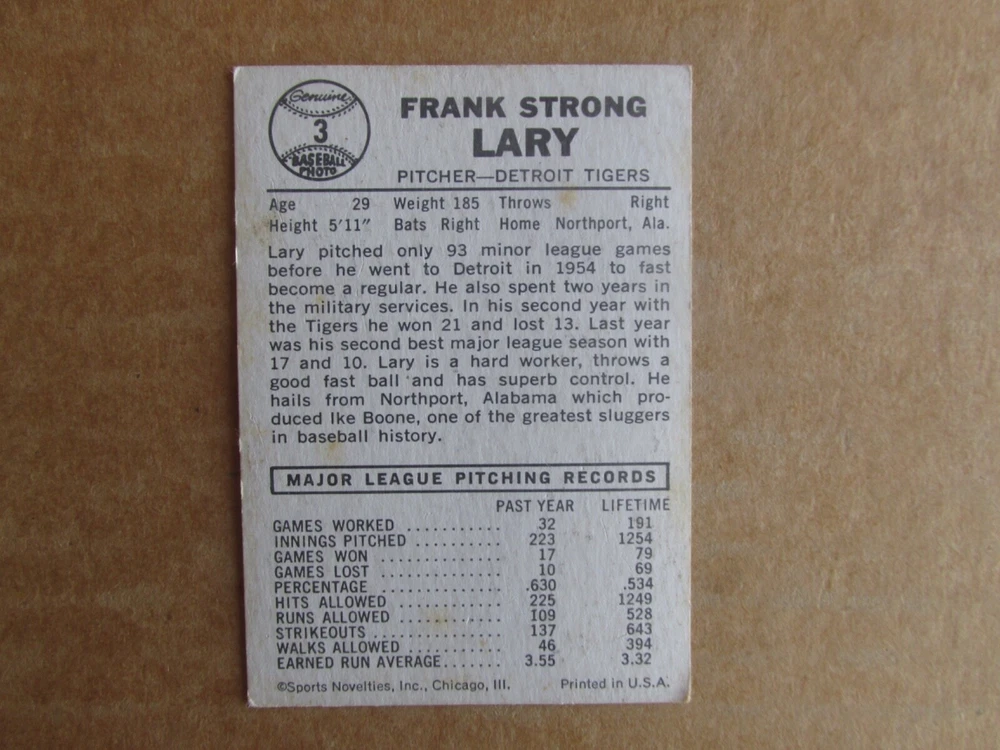 Genuine
3
BASEBALL
PHOTO
FRANK STRONG
LARY
PITCHER—DETROIT TIGERS
Age 29 Weight 185 Throws Right
Height 5'11" Bats Right Home Northport, Ala.
Lary pitched only 93 minor league games
before he went to Detroit in 1954 to fast
become a regular. He also spent two years in
the military services. In his second year with
the Tigers he won 21 and lost 13. Last year
was his second best major league season with
17 and 10. Lary is a hard worker, throws a
good fast ball and has superb control. He
hails from Northport, Alabama which pro-
duced Ike Boone, one of the greatest sluggers
in baseball history.
MAJOR LEAGUE PITCHING RECORDS
PAST YEAR LIFETIME
GAMES WORKED ........... 32 191
INNINGS PITCHED .......... 223 1254
GAMES WON .............. 17 79
GAMES LOST .............. 10 69
PERCENTAGE ............... .630 .534
HITS ALLOWED ............ 225 1249
RUNS ALLOWED ............ 109 528
STRIKEOUTS ............... 137 643
WALKS ALLOWED ........... 46 394
EARNED RUN AVERAGE....... 3.55 3.32
©Sports Novelties, Inc., Chicago, Ill. Printed in U.S.A.